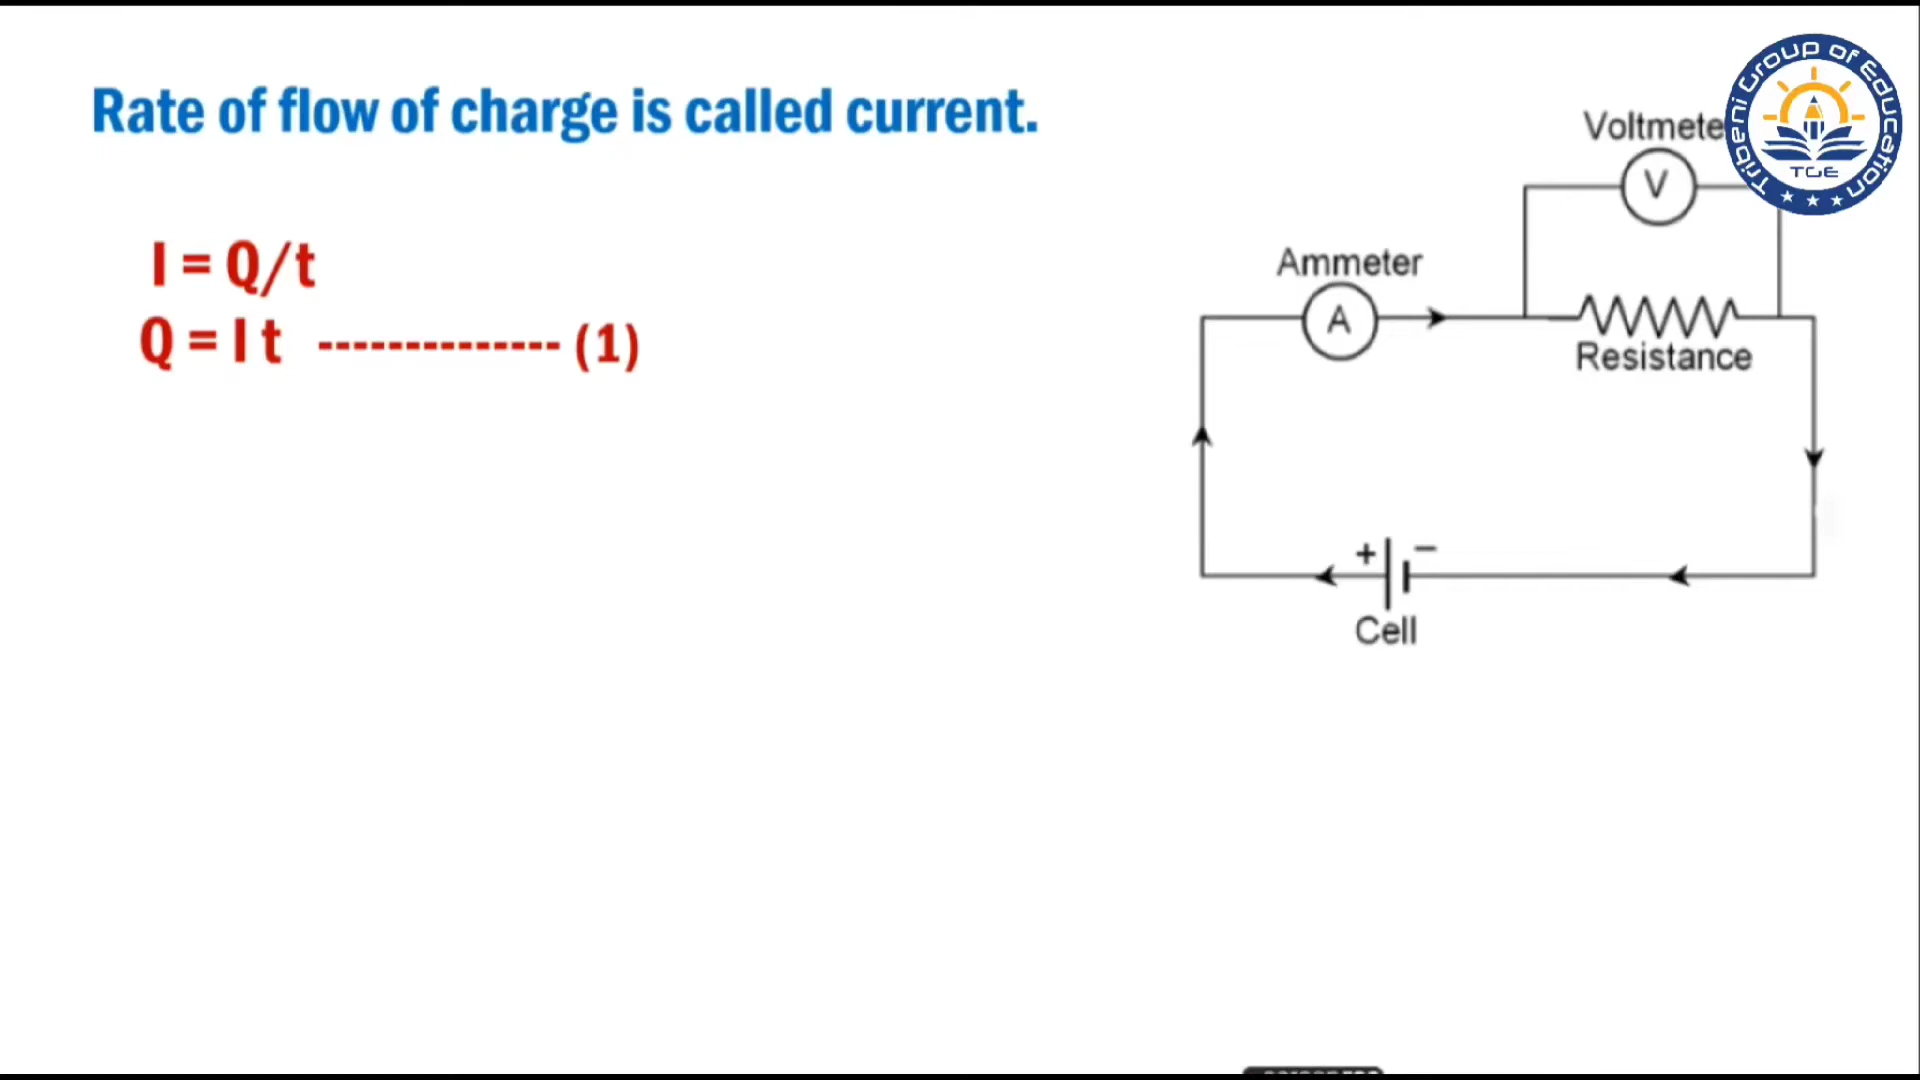 Rate of flow of charge is called current.
I = Q/t
Q = I t -------------- (1)
Voltmete
V
Ammeter
A
Resistance
+ −
Cell
Tribeni Group of Education
TGE